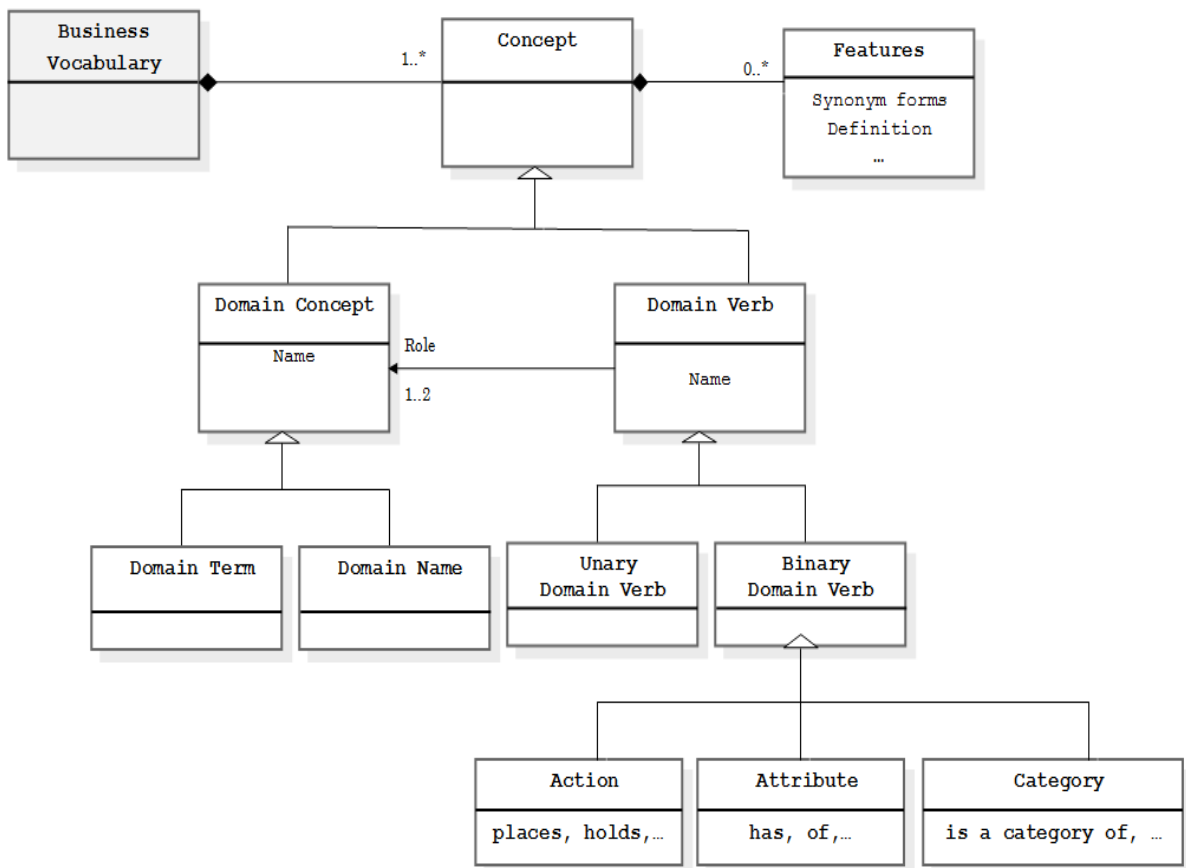 Business
Vocabulary
1..*
Concept
0..*
Features
Synonym forms
Definition
…
Domain Concept
Name
Role
1..2
Domain Verb
Name
Domain Term
Domain Name
Unary
Domain Verb
Binary
Domain Verb
Action
places, holds,…
Attribute
has, of,…
Category
is a category of, …